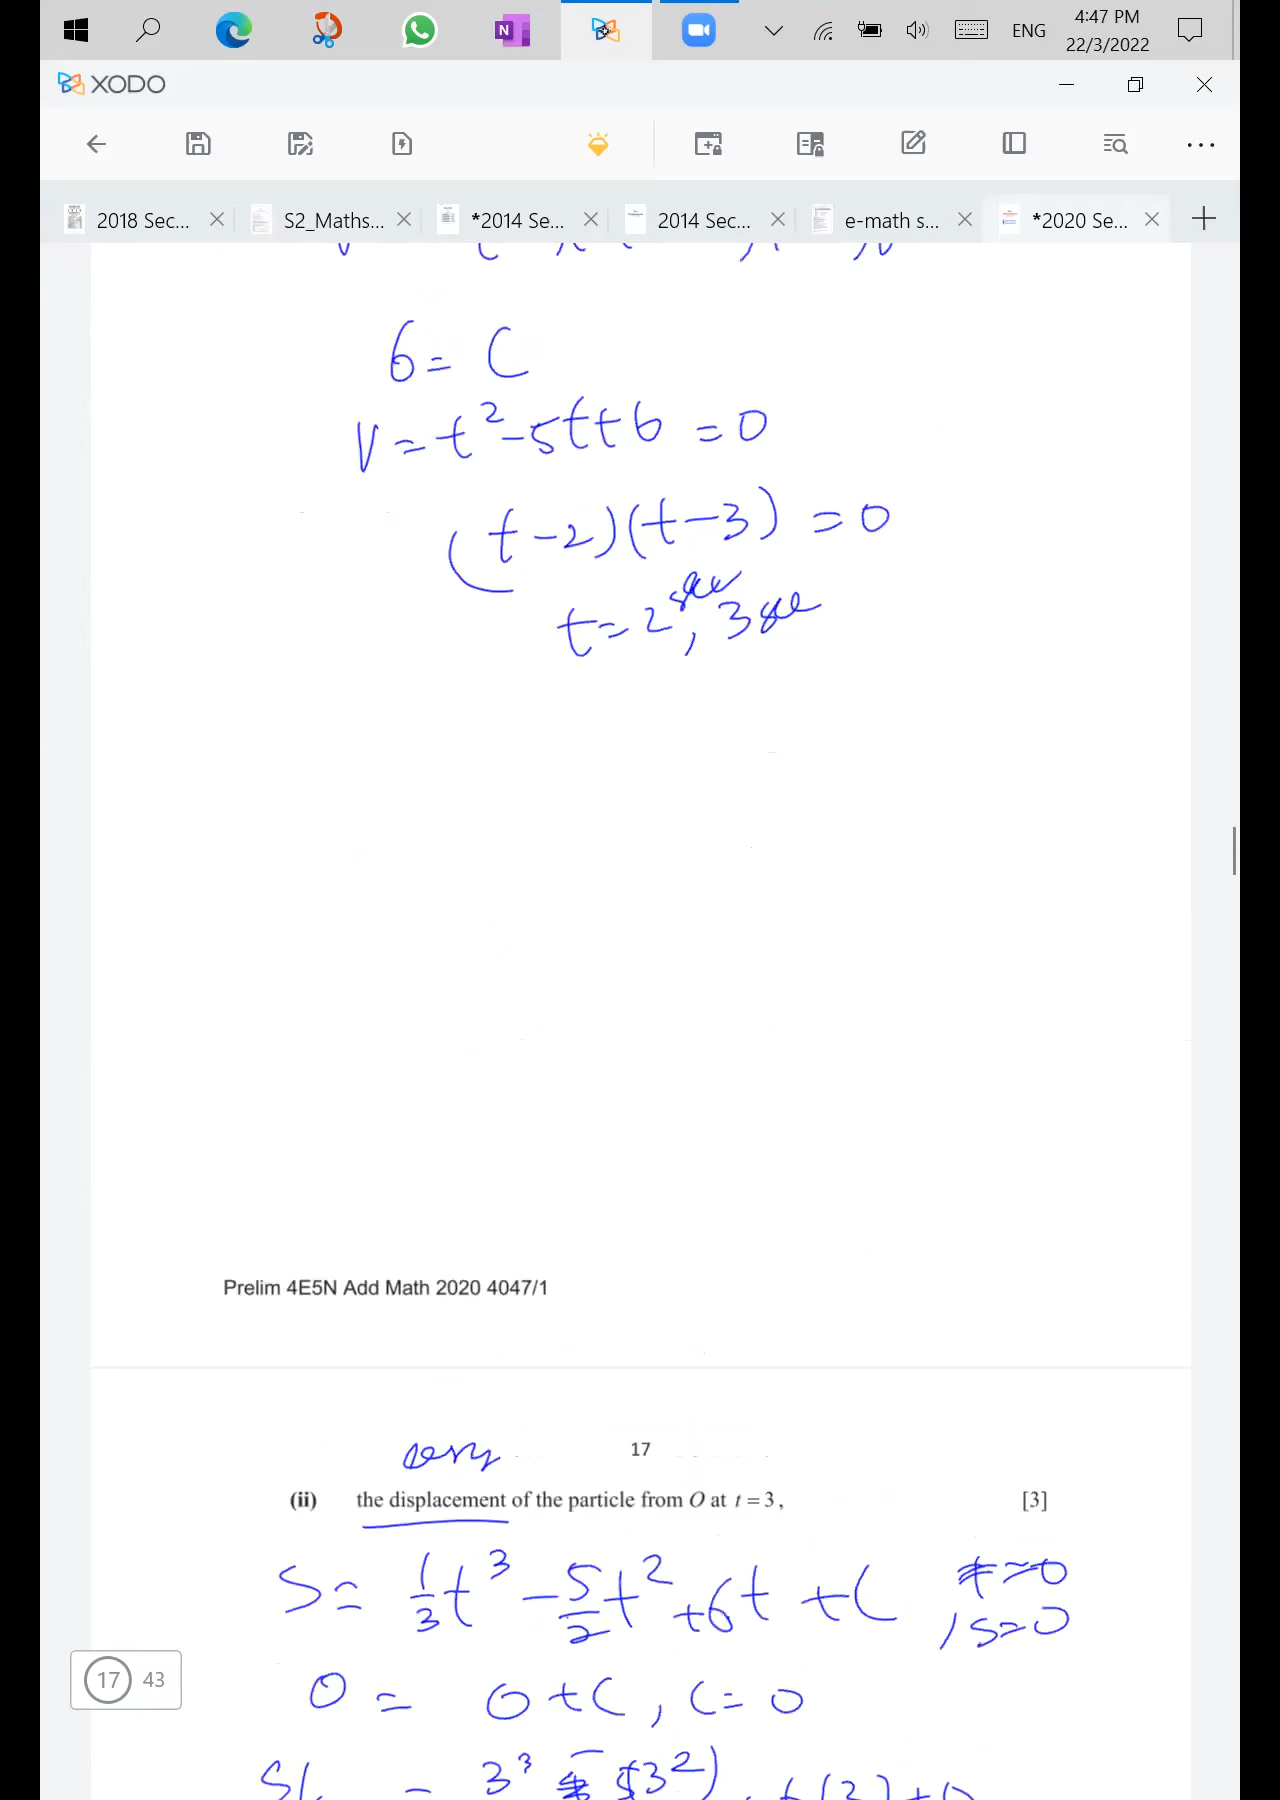 ENG
4:47 PM
22/3/2022
XODO
2018 Sec...
S2_Maths...
*2014 Se...
2014 Sec...
e-math s...
*2020 Se...
6 = C
V = t² - 5t + 6 = 0
(t - 2)(t - 3) = 0
t = 2 sec, 3 sec
Prelim 4E5N Add Math 2020 4047/1
17
(ii) the displacement of the particle from O at t = 3, [3]
S = 1/3 t³ - 5/2 t² + 6t + C t = 0
, s = 0
0 = 0 + C, C = 0
17 43